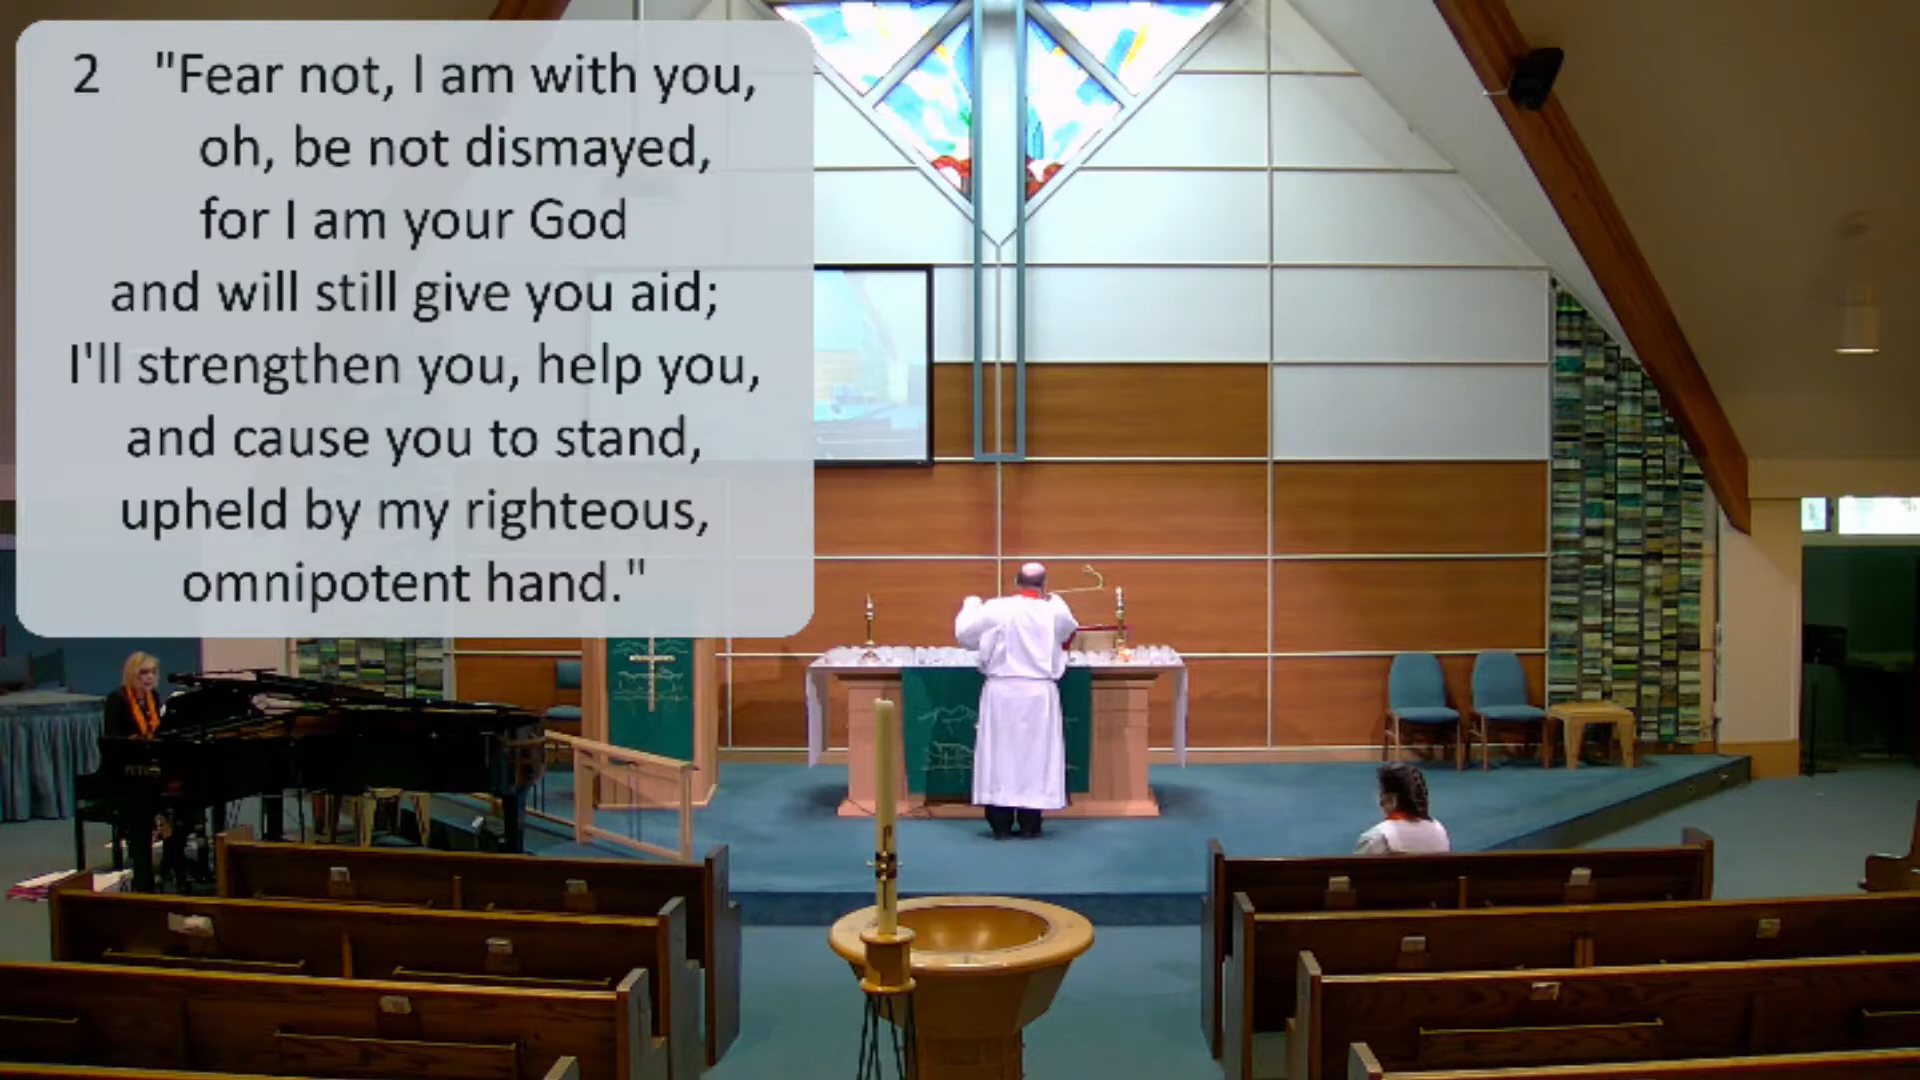 2 "Fear not, I am with you,
oh, be not dismayed,
for I am your God
and will still give you aid;
I'll strengthen you, help you,
and cause you to stand,
upheld by my righteous,
omnipotent hand."